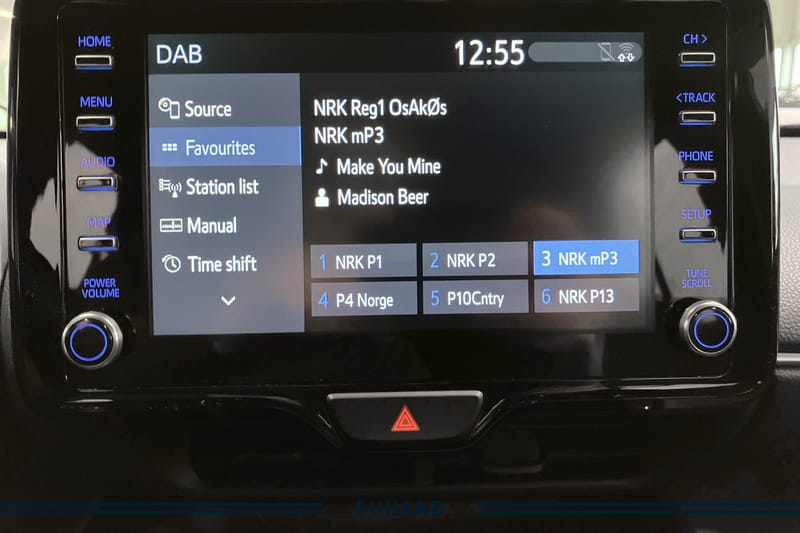 HOME
MENU
AUDIO
MAP
POWER
VOLUME
DAB
12:55
Source
Favourites
Station list
Manual
Time shift
NRK Reg1 OsAkØs
NRK mP3
Make You Mine
Madison Beer
1 NRK P1
2 NRK P2
3 NRK mP3
4 P4 Norge
5 P10Cntry
6 NRK P13
CH >
< TRACK
PHONE
SETUP
TUNE
SCROLL